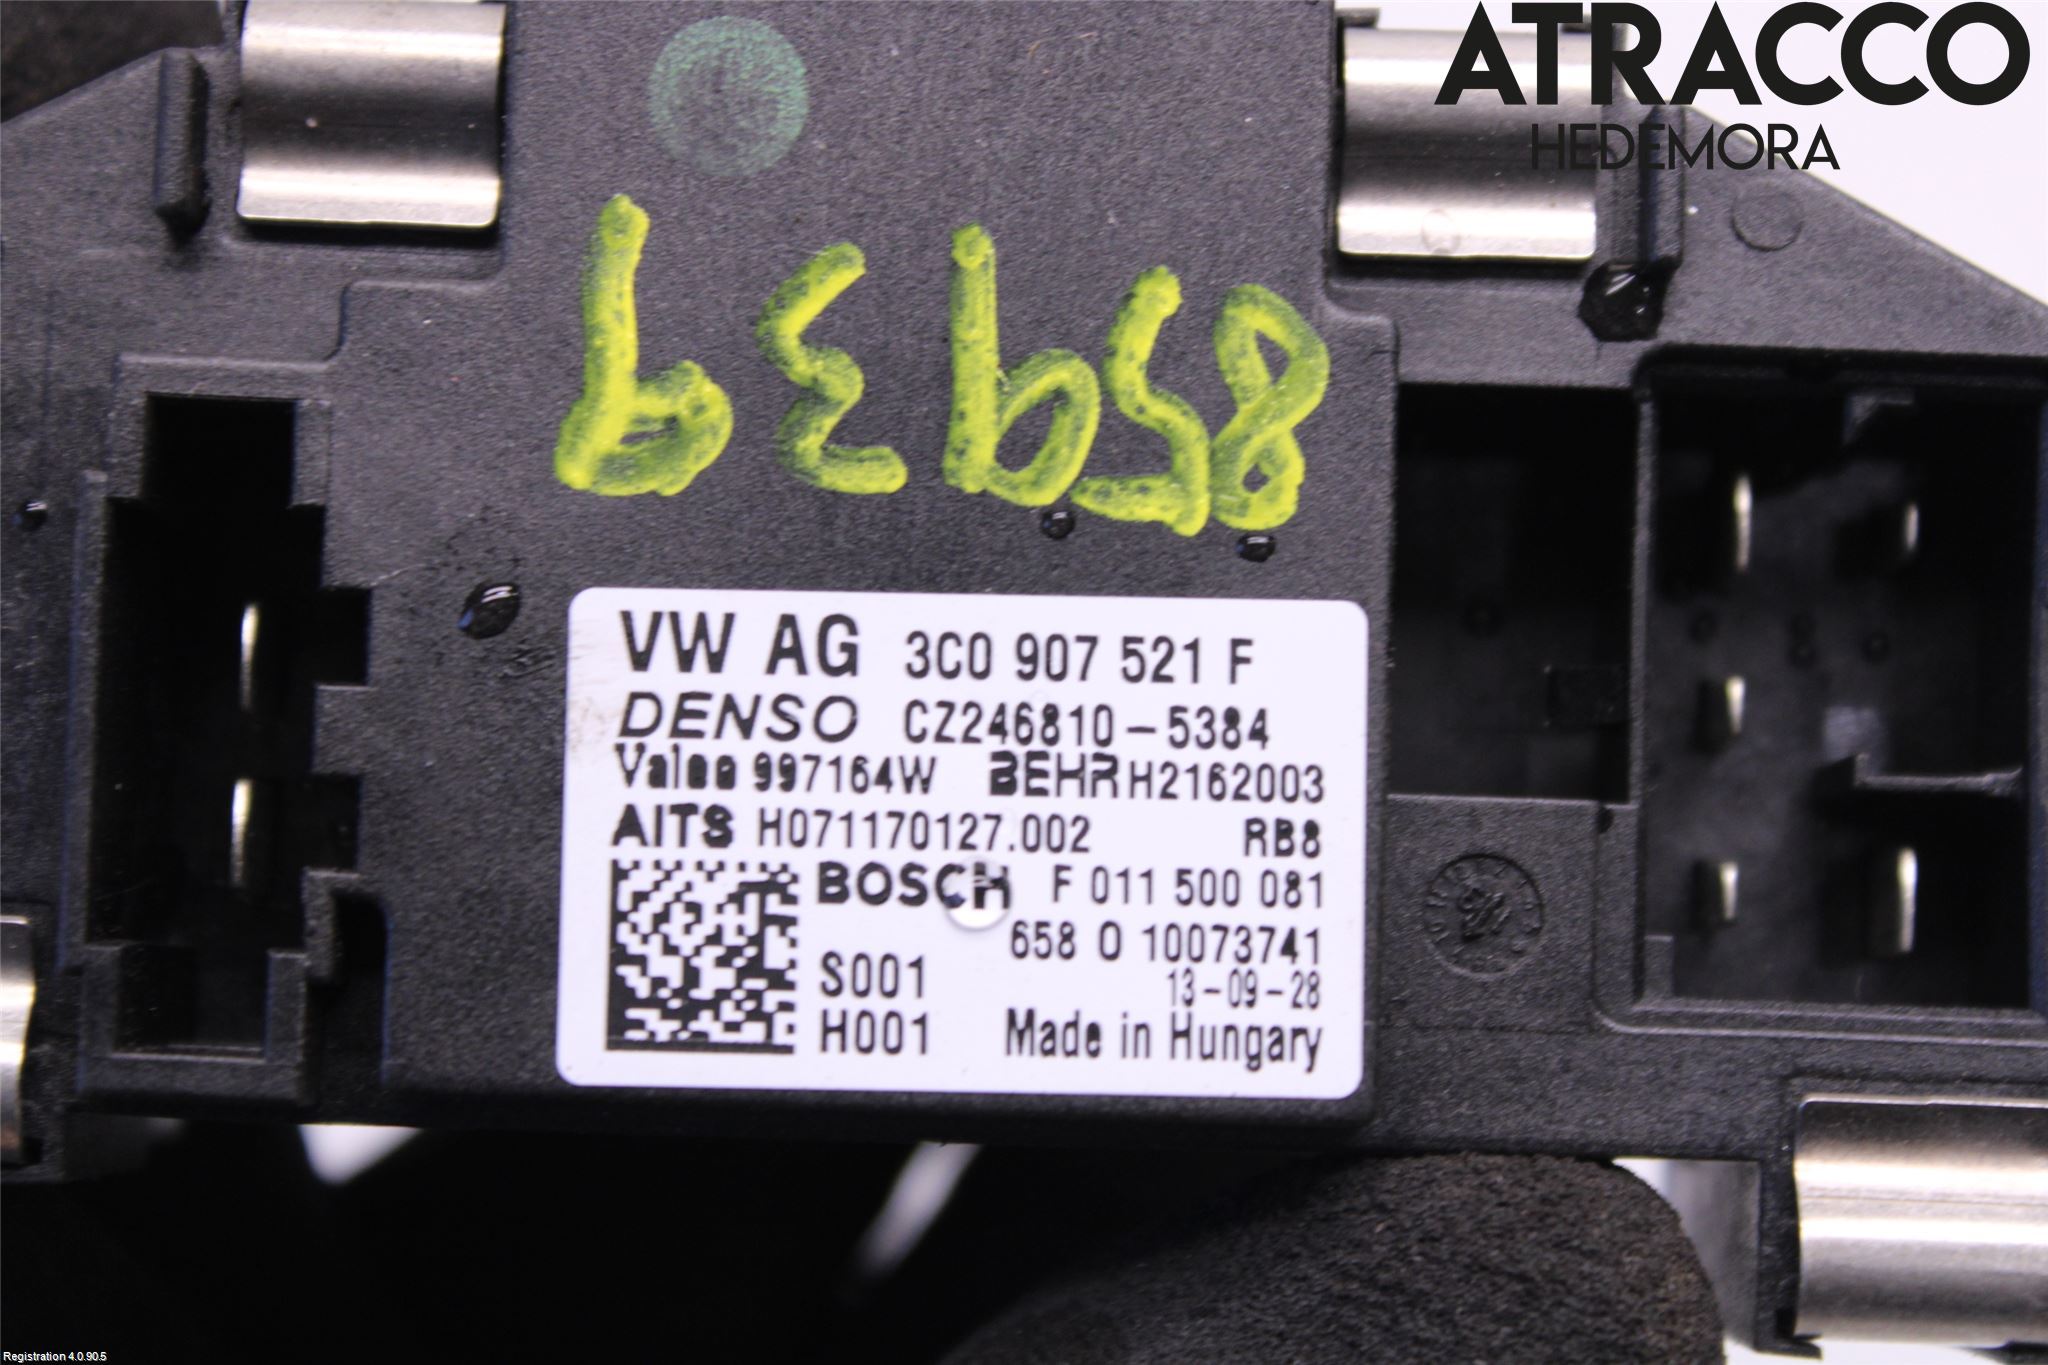 ATRACCO
HEDEMORA
85939
VW AG 3C0 907 521 F
DENSO CZ246810-5384
Valeo 997164W BEHR H2162003
AITS H071170127.002 RB8
BOSCH F 011 500 081
658 0 10073741
S001 13-09-28
H001 Made in Hungary
Registration 4.0.90.5